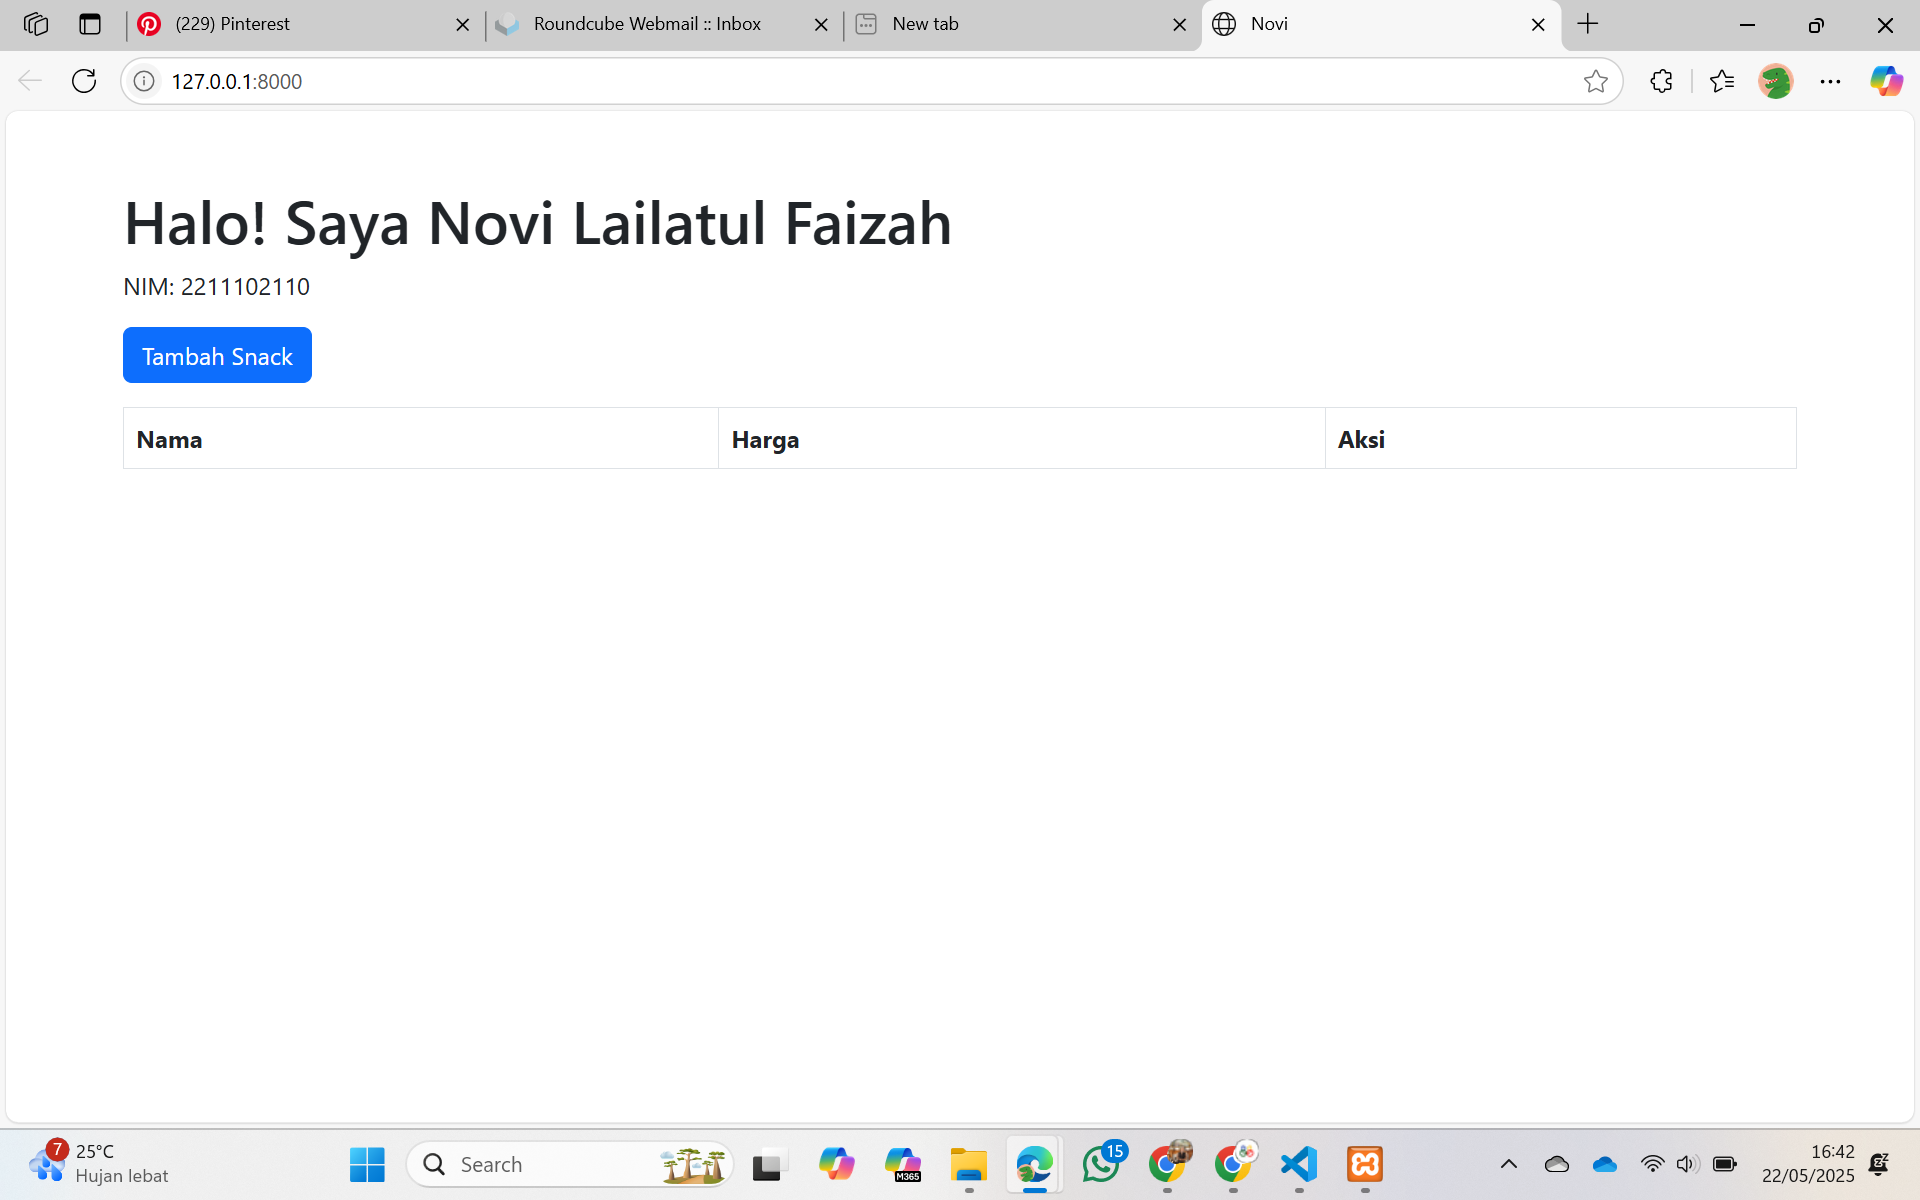 (229) Pinterest
Roundcube Webmail :: Inbox
New tab
Novi
127.0.0.1:8000
Halo! Saya Novi Lailatul Faizah
NIM: 2211102110
Tambah Snack
Nama
Harga
Aksi
7
25°C
Hujan lebat
Search
M365
15
16:42
22/05/2025